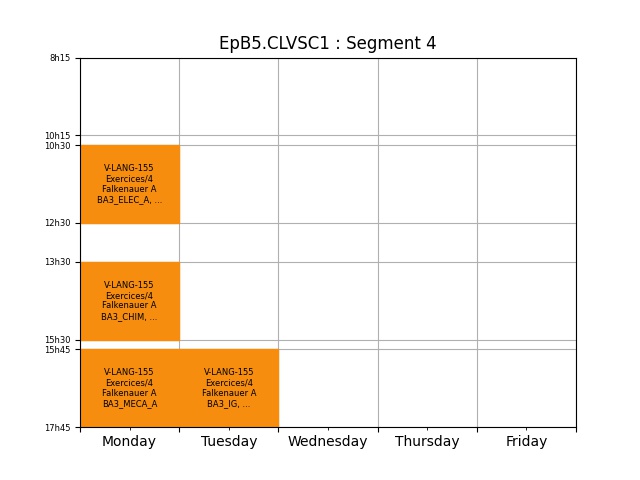 EpB5.CLVSC1 : Segment 4
8h15
10h15
10h30
V-LANG-155
Exercices/4
Falkenauer A
BA3_ELEC_A, ...
12h30
13h30
V-LANG-155
Exercices/4
Falkenauer A
BA3_CHIM, ...
15h30
15h45
V-LANG-155
Exercices/4
Falkenauer A
BA3_MECA_A
V-LANG-155
Exercices/4
Falkenauer A
BA3_IG, ...
17h45
Monday Tuesday Wednesday Thursday Friday